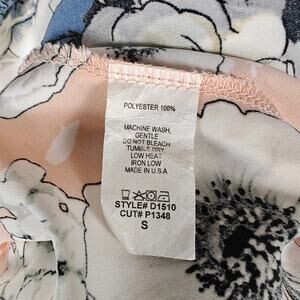 POLYESTER 100%
MACHINE WASH,
GENTLE
DO NOT BLEACH
TUMBLE DRY
LOW HEAT
IRON LOW
MADE IN U.S.A
STYLE# D1510
CUT# P1348
S